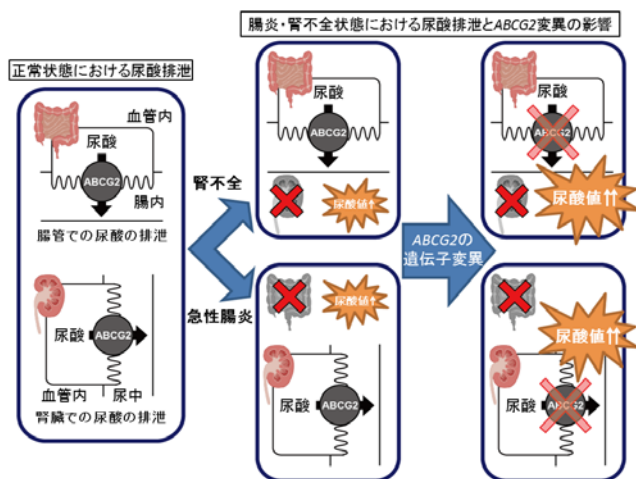 腸炎・腎不全状態における尿酸排泄とABCG2変異の影響
正常状態における尿酸排泄
血管内
尿酸
ABCG2
腸内
腸管での尿酸の排泄
尿酸
ABCG2
血管内
尿中
腎臓での尿酸の排泄
腎不全
急性腸炎
尿酸
ABCG2
尿酸値↑
尿酸値↑
尿酸
ABCG2
ABCG2の
遺伝子変異
尿酸
ABCG2
尿酸値↑↑
尿酸値↑↑
尿酸
ABCG2